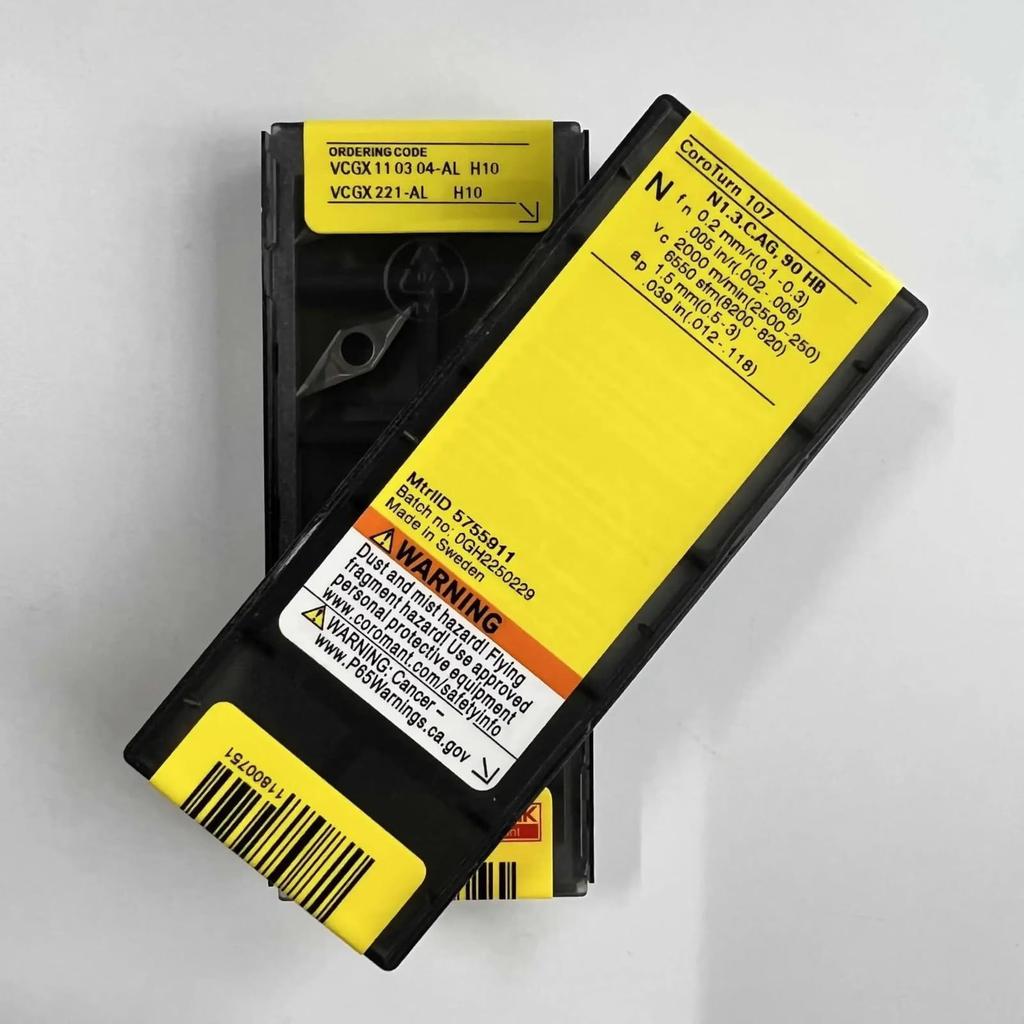 ORDERING CODE
VCGX 11 03 04-AL H10
VCGX 221-AL H10
CoroTurn 107
N1.3.C.AG, 90 HB
N fn 0.2 mm/r(0.1-0.3)
.005 in/r(.002-.006)
vc 2000 m/min(2500-250)
6550 sfm(8200-820)
ap 1.5 mm(0.5-3)
.039 in(.012-.118)
MtrlID 5755911
Batch no: 0GH2250229
Made in Sweden
WARNING
Dust and mist hazard! Flying
fragment hazard! Use approved
personal protective equipment
www.coromant.com/safetyinfo
WARNING: Cancer –
www.P65Warnings.ca.gov
11800751